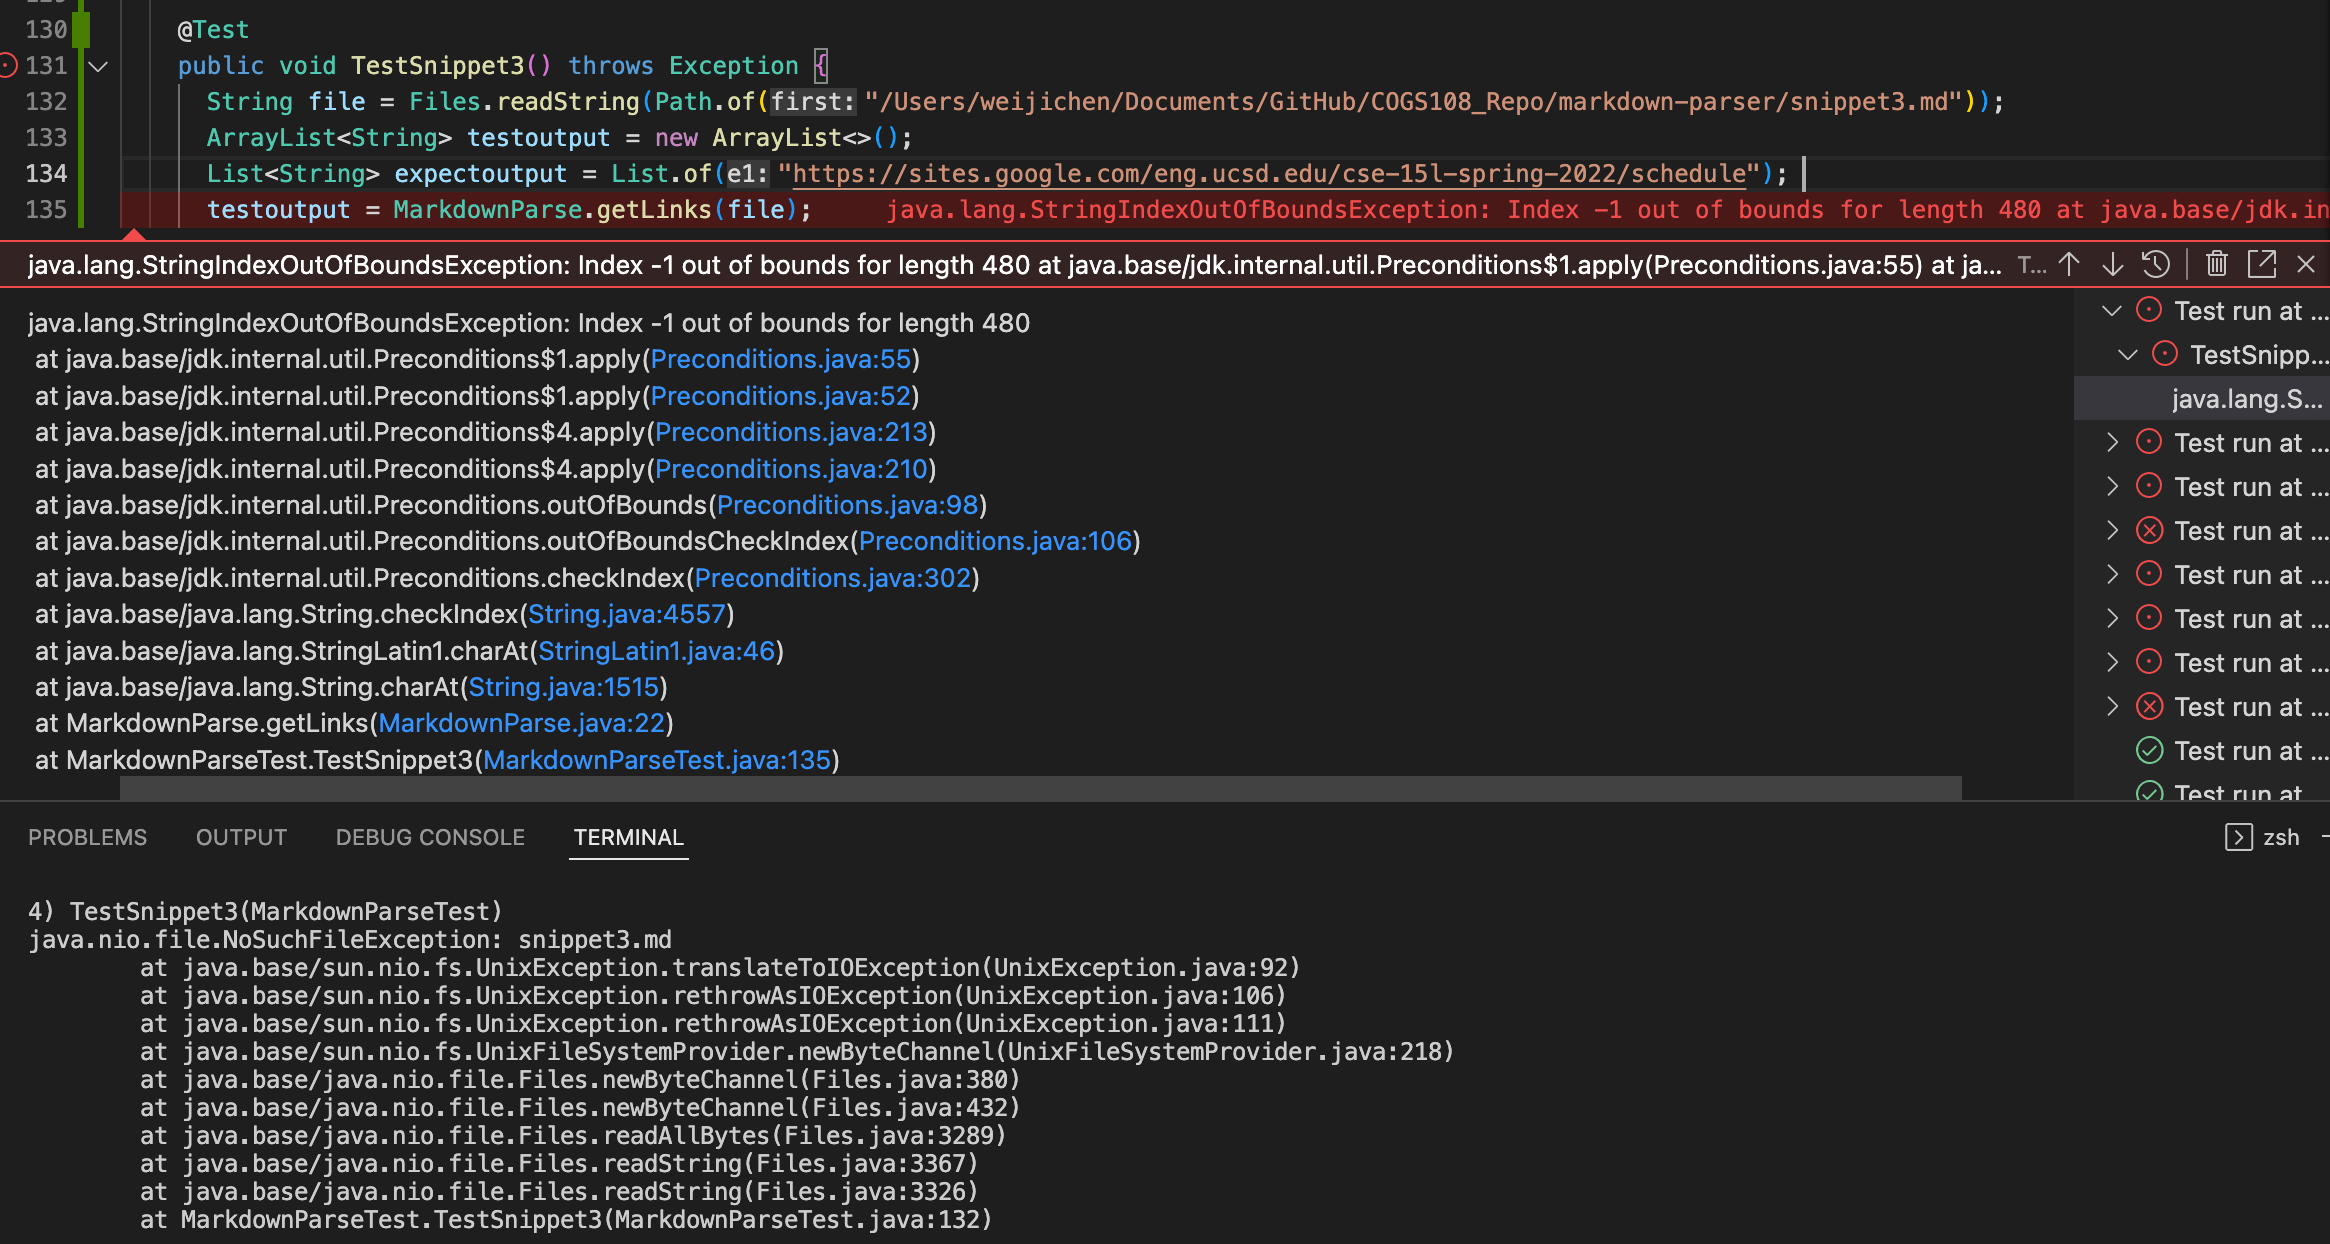 130 @Test
131 public void TestSnippet3() throws Exception {
132 String file = Files.readString(Path.of(first: "/Users/weijichen/Documents/GitHub/COGS108_Repo/markdown-parser/snippet3.md"));
133 ArrayList<String> testoutput = new ArrayList<>();
134 List<String> expectoutput = List.of(e1: "https://sites.google.com/eng.ucsd.edu/cse-15l-spring-2022/schedule");
135 testoutput = MarkdownParse.getLinks(file); java.lang.StringIndexOutOfBoundsException: Index -1 out of bounds for length 480 at java.base/jdk.in
java.lang.StringIndexOutOfBoundsException: Index -1 out of bounds for length 480 at java.base/jdk.internal.util.Preconditions$1.apply(Preconditions.java:55) at ja... T...
java.lang.StringIndexOutOfBoundsException: Index -1 out of bounds for length 480
at java.base/jdk.internal.util.Preconditions$1.apply(Preconditions.java:55)
at java.base/jdk.internal.util.Preconditions$1.apply(Preconditions.java:52)
at java.base/jdk.internal.util.Preconditions$4.apply(Preconditions.java:213)
at java.base/jdk.internal.util.Preconditions$4.apply(Preconditions.java:210)
at java.base/jdk.internal.util.Preconditions.outOfBounds(Preconditions.java:98)
at java.base/jdk.internal.util.Preconditions.outOfBoundsCheckIndex(Preconditions.java:106)
at java.base/jdk.internal.util.Preconditions.checkIndex(Preconditions.java:302)
at java.base/java.lang.String.checkIndex(String.java:4557)
at java.base/java.lang.StringLatin1.charAt(StringLatin1.java:46)
at java.base/java.lang.String.charAt(String.java:1515)
at MarkdownParse.getLinks(MarkdownParse.java:22)
at MarkdownParseTest.TestSnippet3(MarkdownParseTest.java:135)
Test run at ...
TestSnipp...
java.lang.S...
Test run at ...
Test run at ...
Test run at ...
Test run at ...
Test run at ...
Test run at ...
Test run at ...
Test run at ...
Test run at
PROBLEMS OUTPUT DEBUG CONSOLE TERMINAL zsh
4) TestSnippet3(MarkdownParseTest)
java.nio.file.NoSuchFileException: snippet3.md
at java.base/sun.nio.fs.UnixException.translateToIOException(UnixException.java:92)
at java.base/sun.nio.fs.UnixException.rethrowAsIOException(UnixException.java:106)
at java.base/sun.nio.fs.UnixException.rethrowAsIOException(UnixException.java:111)
at java.base/sun.nio.fs.UnixFileSystemProvider.newByteChannel(UnixFileSystemProvider.java:218)
at java.base/java.nio.file.Files.newByteChannel(Files.java:380)
at java.base/java.nio.file.Files.newByteChannel(Files.java:432)
at java.base/java.nio.file.Files.readAllBytes(Files.java:3289)
at java.base/java.nio.file.Files.readString(Files.java:3367)
at java.base/java.nio.file.Files.readString(Files.java:3326)
at MarkdownParseTest.TestSnippet3(MarkdownParseTest.java:132)